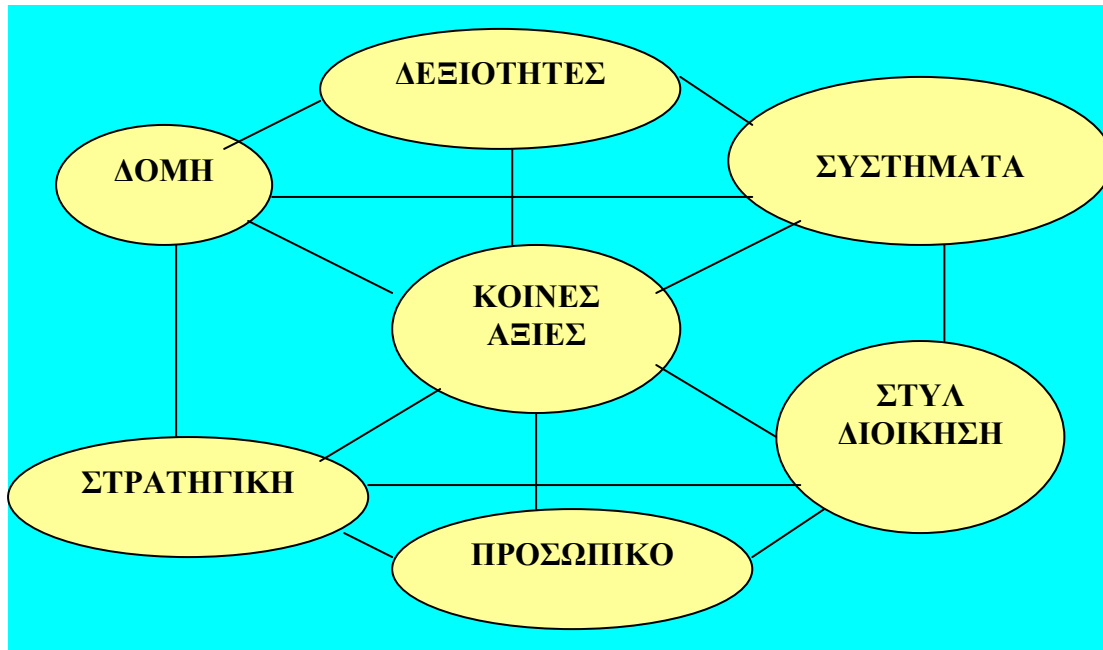 ΔΕΞΙΟΤΗΤΕΣ
ΔΟΜΗ
ΣΥΣΤΗΜΑΤΑ
ΚΟΙΝΕΣ
ΑΞΙΕΣ
ΣΤΥΛ
ΔΙΟΙΚΗΣΗ
ΣΤΡΑΤΗΓΙΚΗ
ΠΡΟΣΩΠΙΚΟ